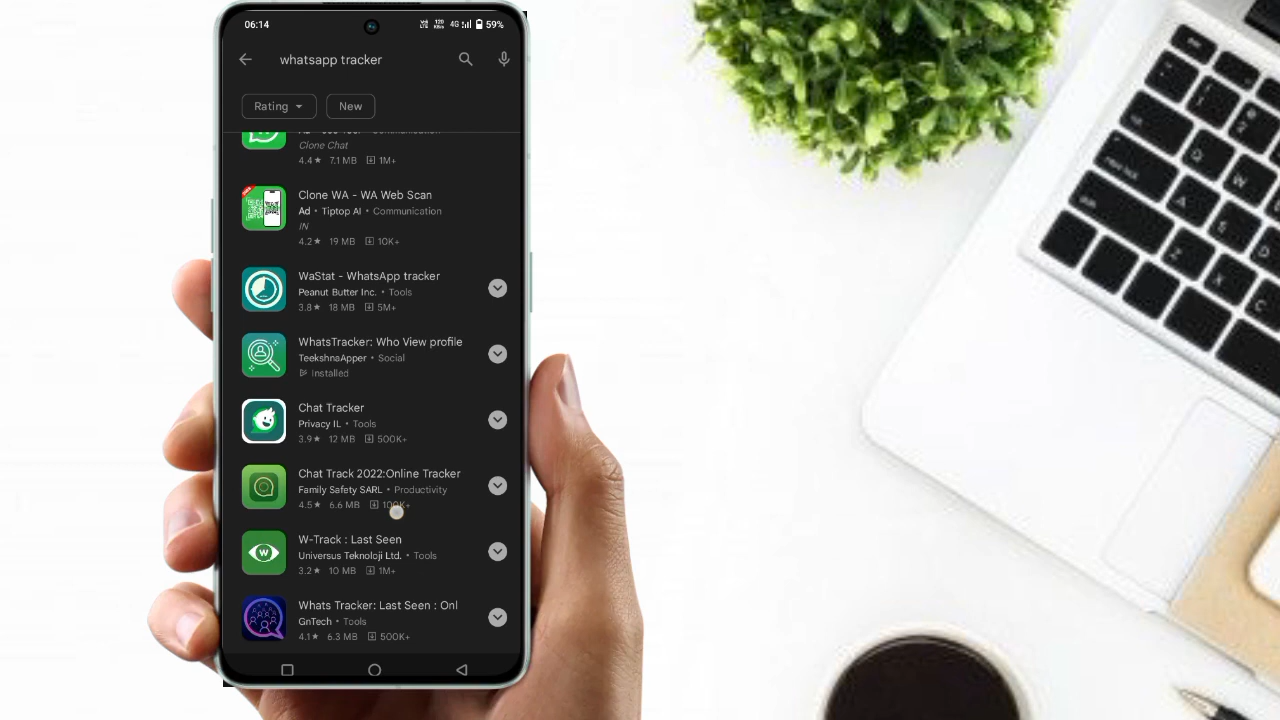 06:14
4G
59%
whatsapp tracker
Rating
New
Clone Chat
4.4★ 7.1 MB 1M+
Clone WA - WA Web Scan
Ad • Tiptop AI • Communication
IN
4.2★ 19 MB 10K+
WaStat - WhatsApp tracker
Peanut Butter Inc. • Tools
3.8★ 18 MB 5M+
WhatsTracker: Who View profile
TeekshnaApper • Social
Installed
Chat Tracker
Privacy IL • Tools
3.9★ 12 MB 500K+
Chat Track 2022:Online Tracker
Family Safety SARL • Productivity
4.5★ 6.6 MB 100K+
W-Track : Last Seen
W
Universus Teknoloji Ltd. • Tools
3.2★ 10 MB 1M+
Whats Tracker: Last Seen : Onl
GnTech • Tools
4.1★ 6.3 MB 500K+